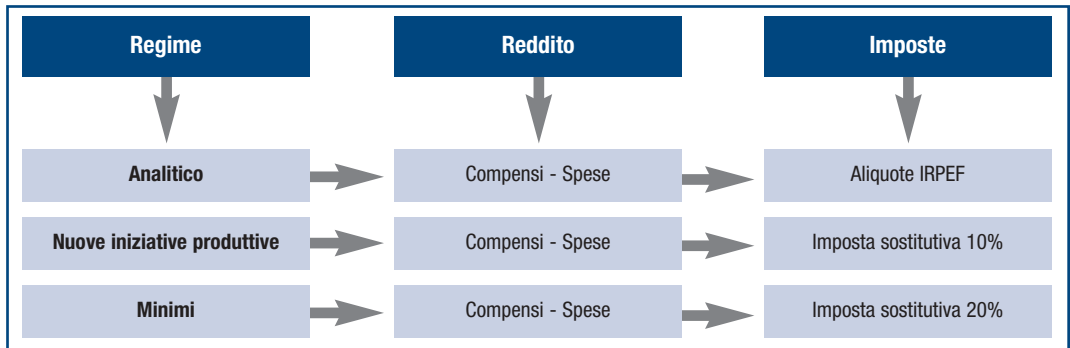 Regime
Reddito
Imposte
Analitico
Compensi - Spese
Aliquote IRPEF
Nuove iniziative produttive
Compensi - Spese
Imposta sostitutiva 10%
Minimi
Compensi - Spese
Imposta sostitutiva 20%